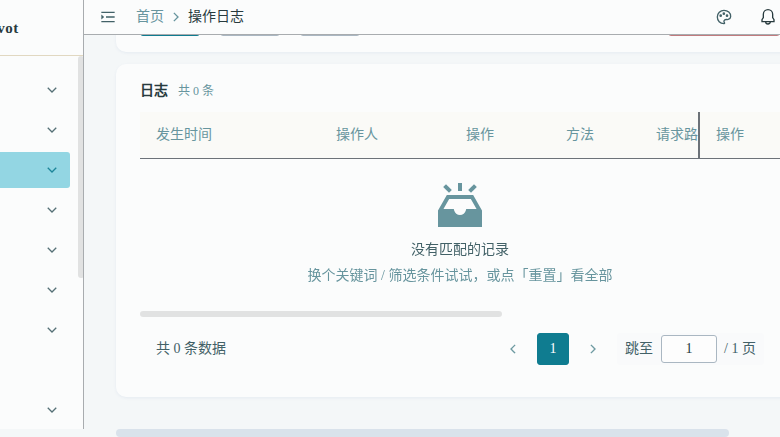 vot
首页 > 操作日志
日志 共 0 条
发生时间 操作人 操作 方法 请求路 操作
没有匹配的记录
换个关键词 / 筛选条件试试，或点「重置」看全部
共 0 条数据 1 跳至 1 / 1 页